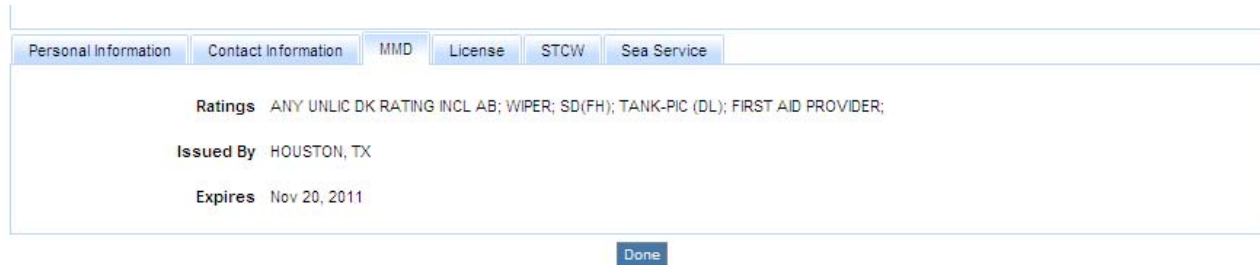 Personal Information Contact Information MMD License STCW Sea Service
Ratings ANY UNLIC DK RATING INCL AB; WIPER; SD(FH); TANK-PIC (DL); FIRST AID PROVIDER;
Issued By HOUSTON, TX
Expires Nov 20, 2011
Done